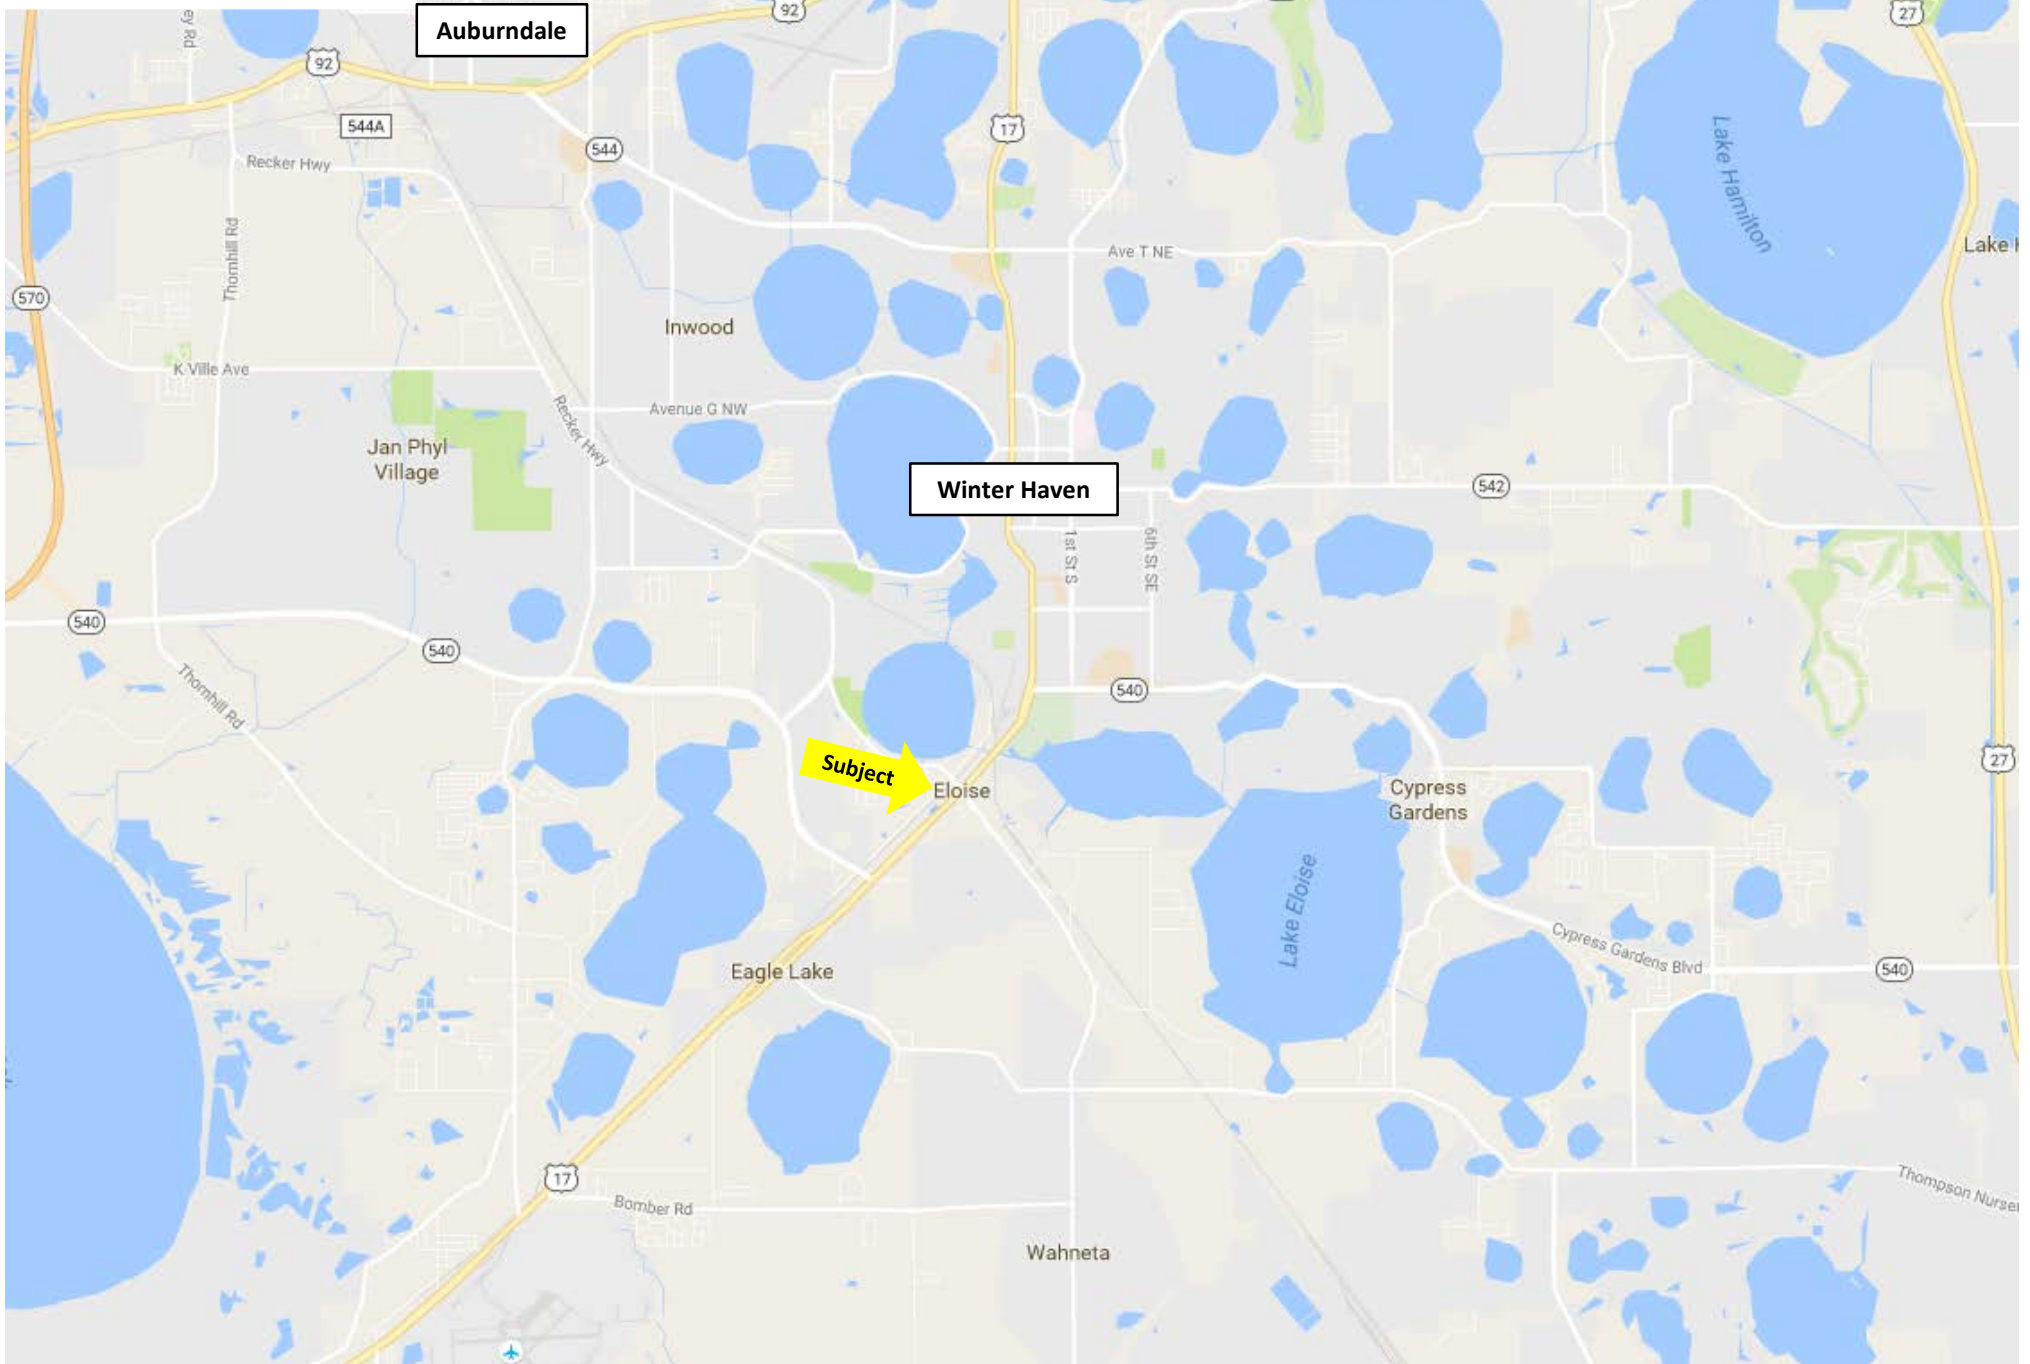 Auburndale
92
27
ey Rd
92
544A
17
544
Recker Hwy
Lake Hamilton
Thornhill Rd
Ave T NE
Lake
570
Inwood
K Ville Ave
Avenue G NW
Recker Hwy
Jan Phyl
Village
Winter Haven
542
1st St S
6th St SE
540
540
540
Thornhill Rd
27
Subject
Eloise
Cypress
Gardens
Lake Eloise
Cypress Gardens Blvd
540
Eagle Lake
17
Bomber Rd
Thompson Nurser
Wahneta